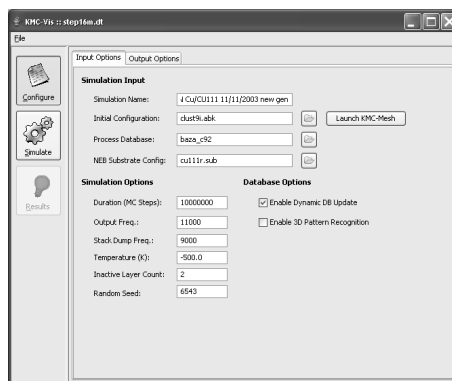 KMC-Vis :: step16m.dt
File
Configure
Simulate
Results
Input Options Output Options
Simulation Input
Simulation Name: Cu/CU111 11/11/2003 new gen
Initial Configuration: clust9i.abk Launch KMC-Mesh
Process Database: baza_c92
NEB Substrate Config: cu111r.sub
Simulation Options Database Options
Duration (MC Steps): 10000000 Enable Dynamic DB Update
Output Freq.: 11000 Enable 3D Pattern Recognition
Stack Dump Freq.: 9000
Temperature (K): -500.0
Inactive Layer Count: 2
Random Seed: 6543